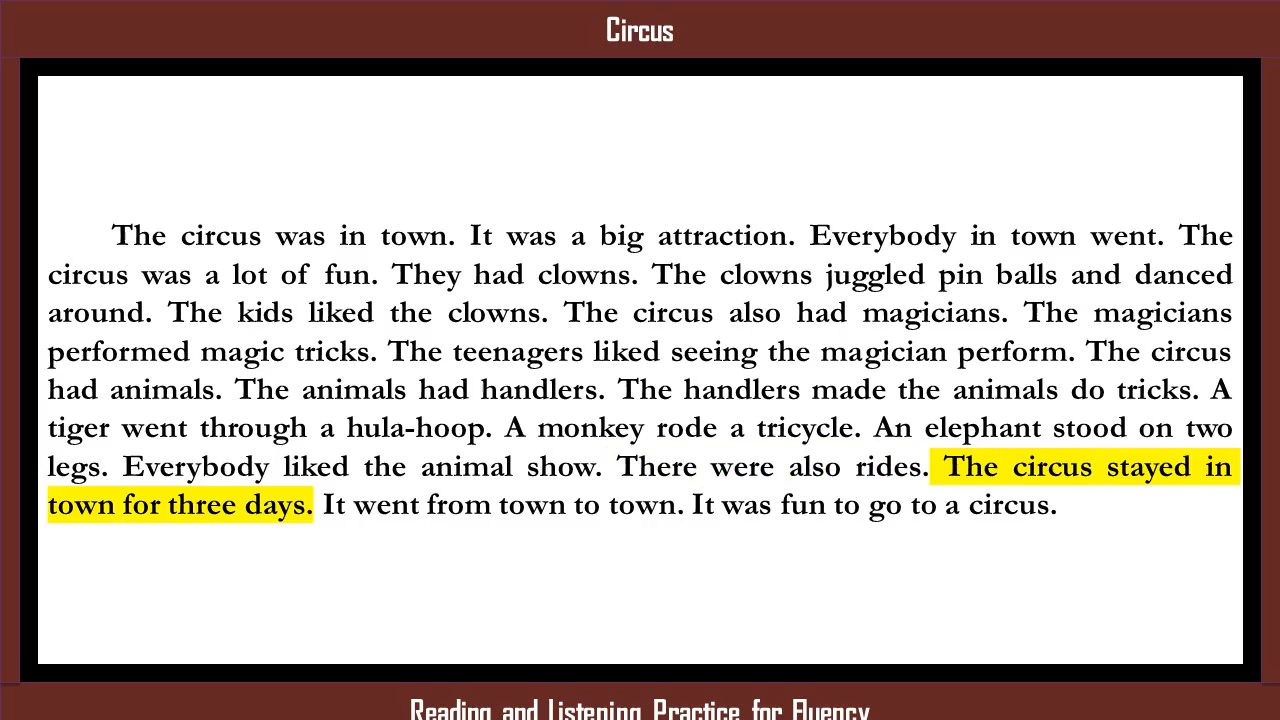 Circus
The circus was in town. It was a big attraction. Everybody in town went. The
circus was a lot of fun. They had clowns. The clowns juggled pin balls and danced
around. The kids liked the clowns. The circus also had magicians. The magicians
performed magic tricks. The teenagers liked seeing the magician perform. The circus
had animals. The animals had handlers. The handlers made the animals do tricks. A
tiger went through a hula-hoop. A monkey rode a tricycle. An elephant stood on two
legs. Everybody liked the animal show. There were also rides. The circus stayed in
town for three days. It went from town to town. It was fun to go to a circus.
Reading and Listening Practice for Fluency